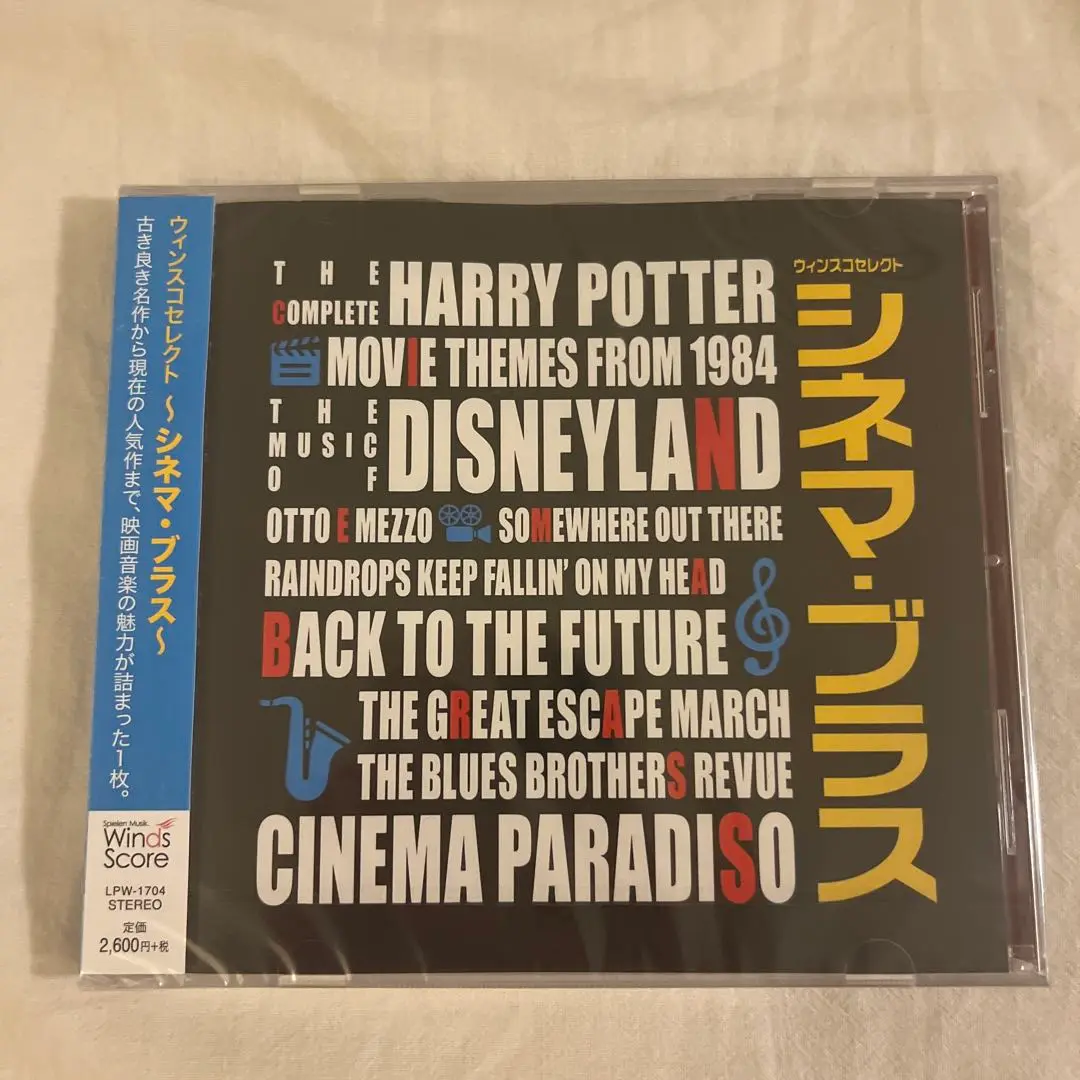 ウィンスコセレクト 〜シネマ・ブラス〜
古き良き名作から現在の人気作まで、映画音楽の魅力が詰まった1枚。
Spielen Musik.
Winds
Score
LPW-1704
STEREO
定価
2,600円+税
THE
COMPLETE
HARRY POTTER
MOVIE THEMES FROM 1984
THE
MUSIC
OF
DISNEYLAND
OTTO E MEZZO
SOMEWHERE OUT THERE
RAINDROPS KEEP FALLIN' ON MY HEAD
BACK TO THE FUTURE
THE GREAT ESCAPE MARCH
THE BLUES BROTHERS REVUE
CINEMA PARADISO
ウィンスコセレクト
シネマ・ブラス